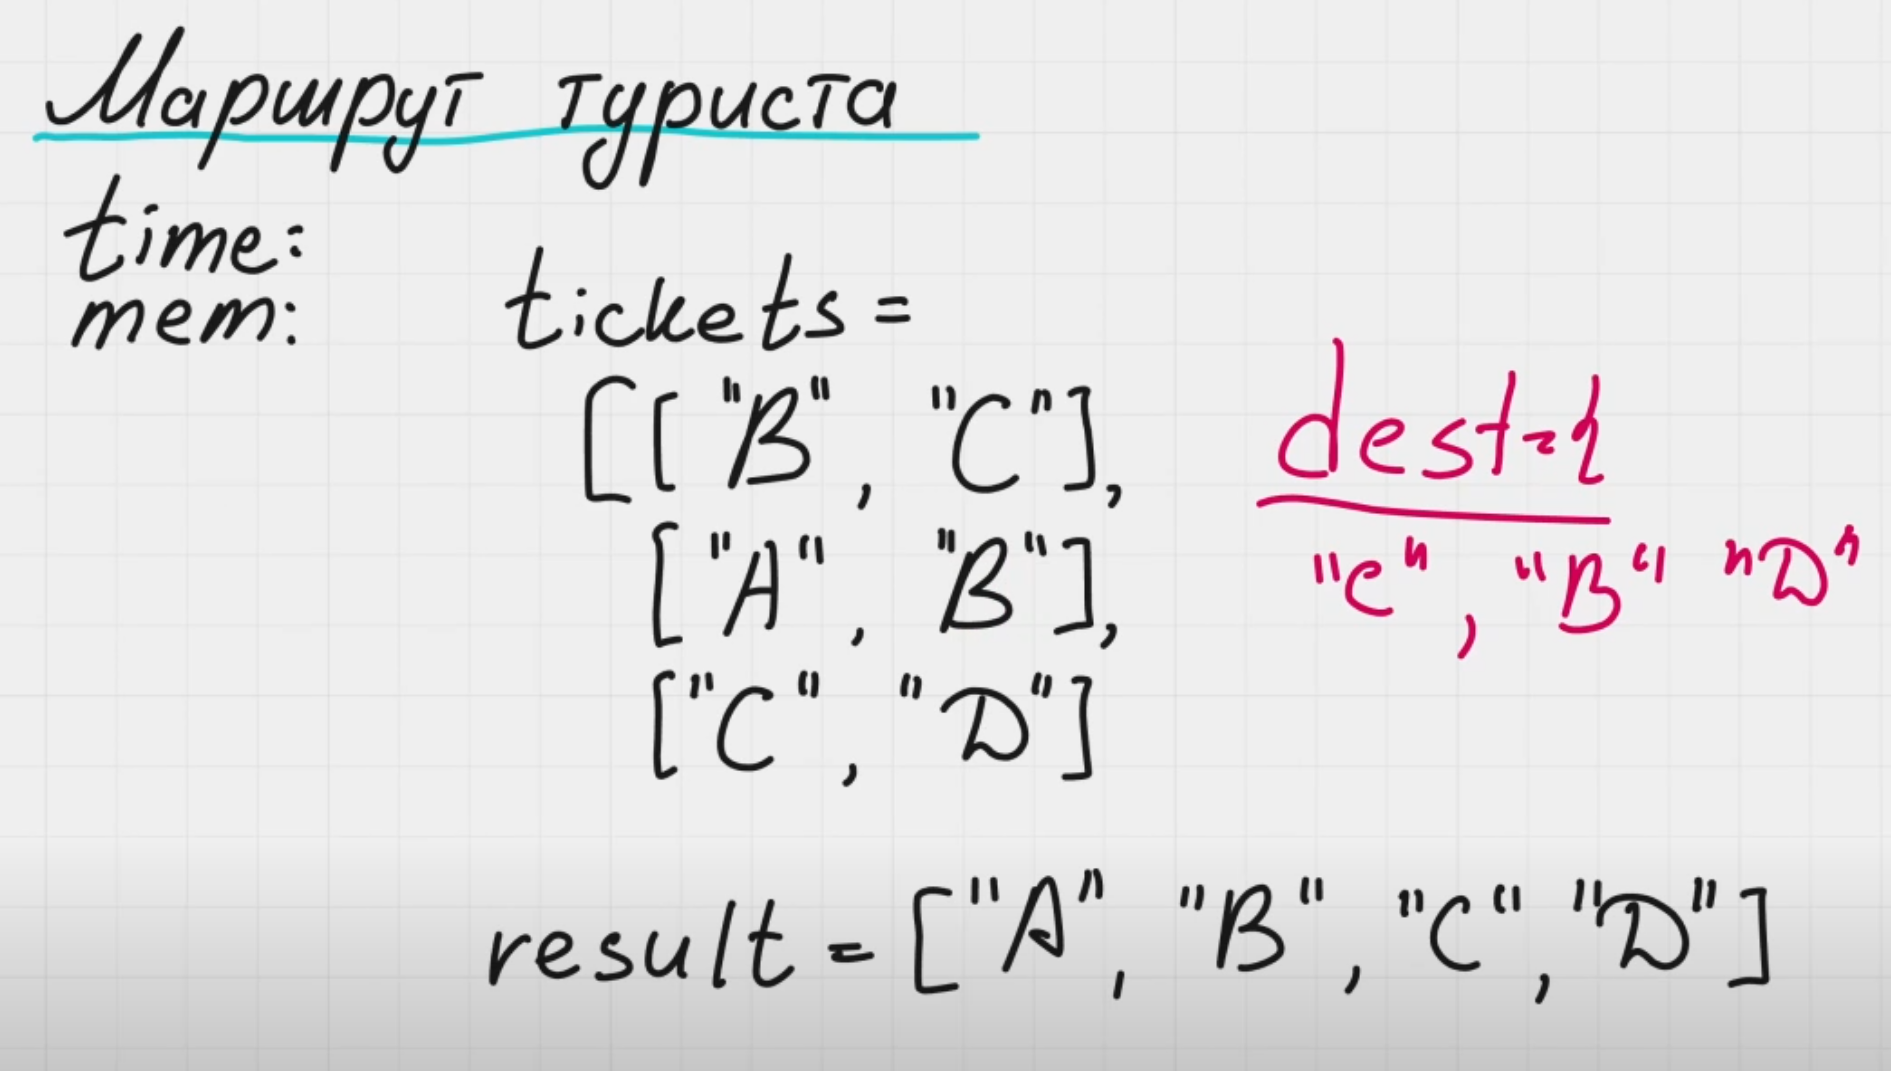 Маршрут туриста
time:
mem:
tickets =
[["B", "C"],
["A", "B"],
["C", "D"]
dest={
"C", "B" "D"
result = ["A", "B", "C", "D"]